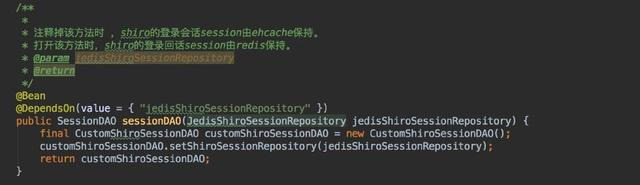 /**
 *
 * 注释掉该方法时 ，shiro的登录会话session由ehcache保持。
 * 打开该方法时，shiro的登录回话session由redis保持。
 * @param jedisShiroSessionRepository
 * @return
 */
@Bean
@DependsOn(value = { "jedisShiroSessionRepository" })
public SessionDAO sessionDAO(JedisShiroSessionRepository jedisShiroSessionRepository) {
    final CustomShiroSessionDAO customShiroSessionDAO = new CustomShiroSessionDAO();
    customShiroSessionDAO.setShiroSessionRepository(jedisShiroSessionRepository);
    return customShiroSessionDAO;
}